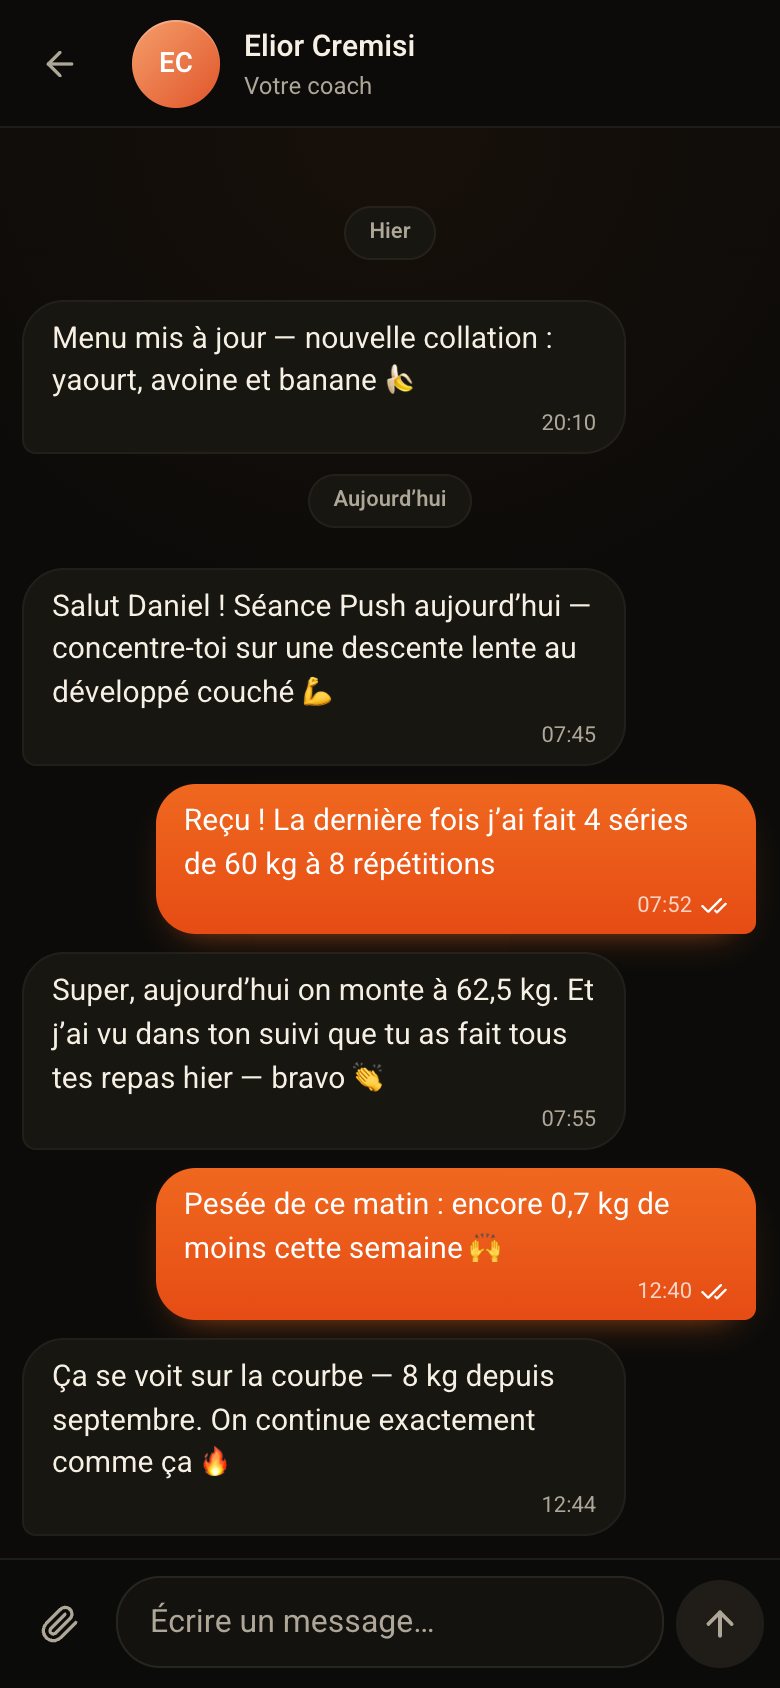 EC
Elior Cremisi
Votre coach
Hier
Menu mis à jour — nouvelle collation :
yaourt, avoine et banane 🍌
20:10
Aujourd’hui
Salut Daniel ! Séance Push aujourd’hui —
concentre-toi sur une descente lente au
développé couché 💪
07:45
Reçu ! La dernière fois j’ai fait 4 séries
de 60 kg à 8 répétitions
07:52
Super, aujourd’hui on monte à 62,5 kg. Et
j’ai vu dans ton suivi que tu as fait tous
tes repas hier — bravo 👏
07:55
Pesée de ce matin : encore 0,7 kg de
moins cette semaine 🙌
12:40
Ça se voit sur la courbe — 8 kg depuis
septembre. On continue exactement
comme ça 🔥
12:44
Écrire un message…